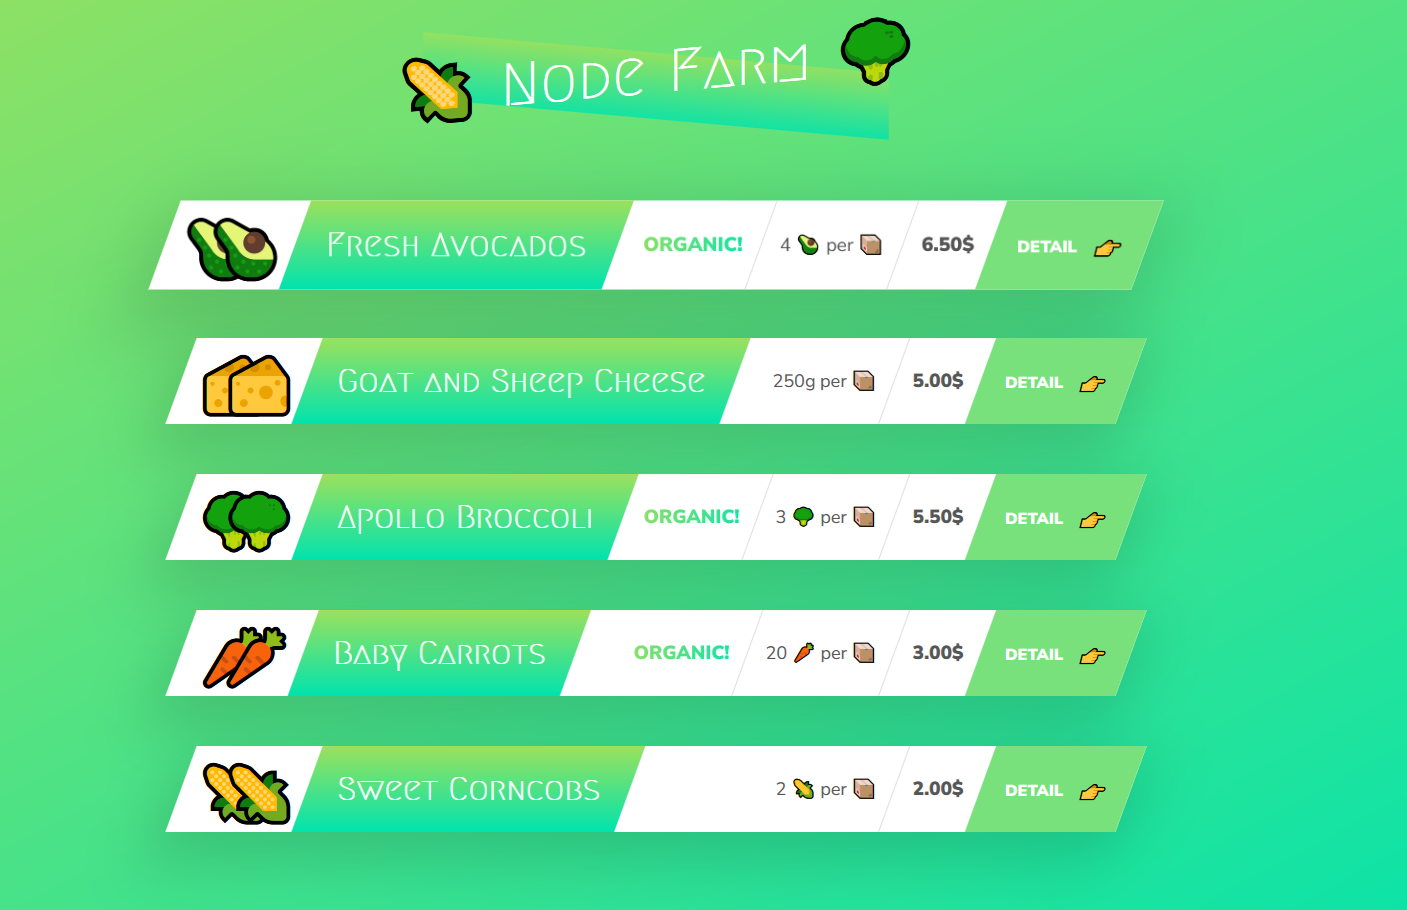 Node Farm
Fresh Avocados ORGANIC! 4 🥑 per 📦 6.50$ DETAIL 👉
Goat and Sheep Cheese 250g per 📦 5.00$ DETAIL 👉
Apollo Broccoli ORGANIC! 3 🥦 per 📦 5.50$ DETAIL 👉
Baby Carrots ORGANIC! 20 🥕 per 📦 3.00$ DETAIL 👉
Sweet Corncobs 2 🌽 per 📦 2.00$ DETAIL 👉